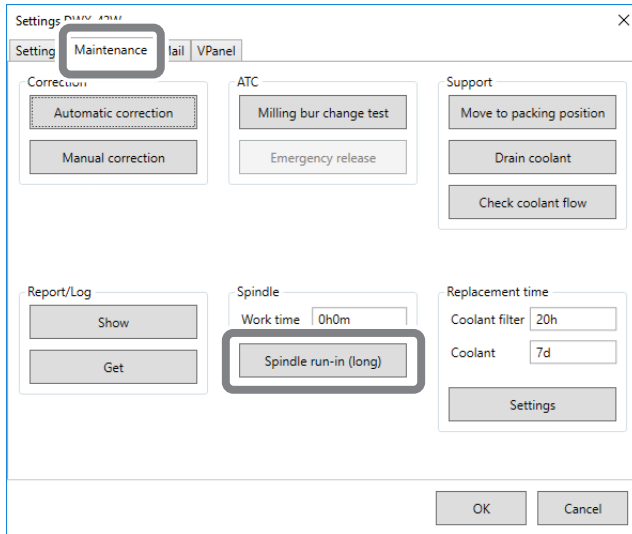 Settings DWX-42W
Setting Maintenance Mail VPanel
Correction
Automatic correction
Manual correction
ATC
Milling bur change test
Emergency release
Support
Move to packing position
Drain coolant
Check coolant flow
Report/Log
Show
Get
Spindle
Work time 0h0m
Spindle run-in (long)
Replacement time
Coolant filter 20h
Coolant 7d
Settings
OK Cancel